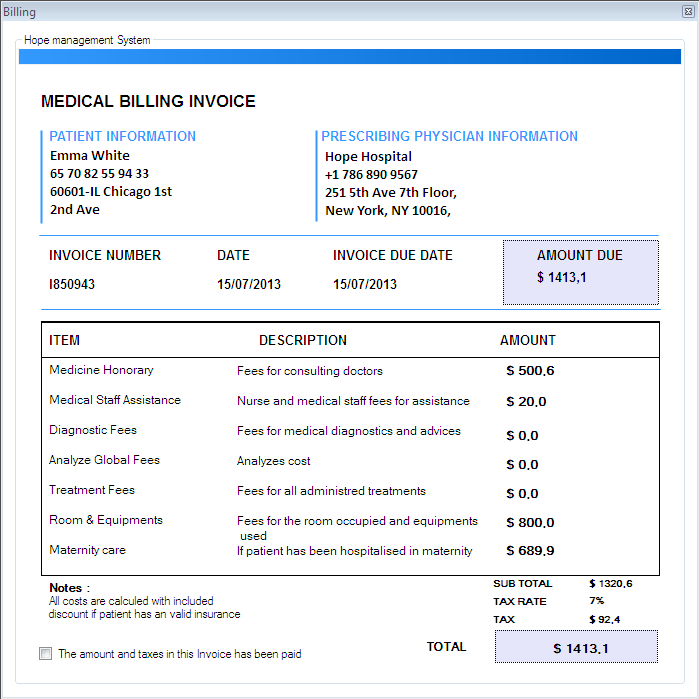 Billing
Hope management System
MEDICAL BILLING INVOICE
PATIENT INFORMATION
Emma White
65 70 82 55 94 33
60601-IL Chicago 1st
2nd Ave
PRESCRIBING PHYSICIAN INFORMATION
Hope Hospital
+1 786 890 9567
251 5th Ave 7th Floor,
New York, NY 10016,
INVOICE NUMBER DATE INVOICE DUE DATE AMOUNT DUE
I850943 15/07/2013 15/07/2013 $ 1413,1
ITEM DESCRIPTION AMOUNT
Medicine Honorary Fees for consulting doctors $ 500,6
Medical Staff Assistance Nurse and medical staff fees for assistance $ 20,0
Diagnostic Fees Fees for medical diagnostics and advices $ 0,0
Analyze Global Fees Analyzes cost $ 0,0
Treatment Fees Fees for all administred treatments $ 0,0
Room & Equipments Fees for the room occupied and equipments $ 800,0
used
Maternity care If patient has been hospitalised in maternity $ 689,9
Notes :
All costs are calculed with included
discount if patient has an valid insurance
SUB TOTAL $ 1320,6
TAX RATE 7%
TAX $ 92,4
TOTAL $ 1413,1
The amount and taxes in this Invoice has been paid